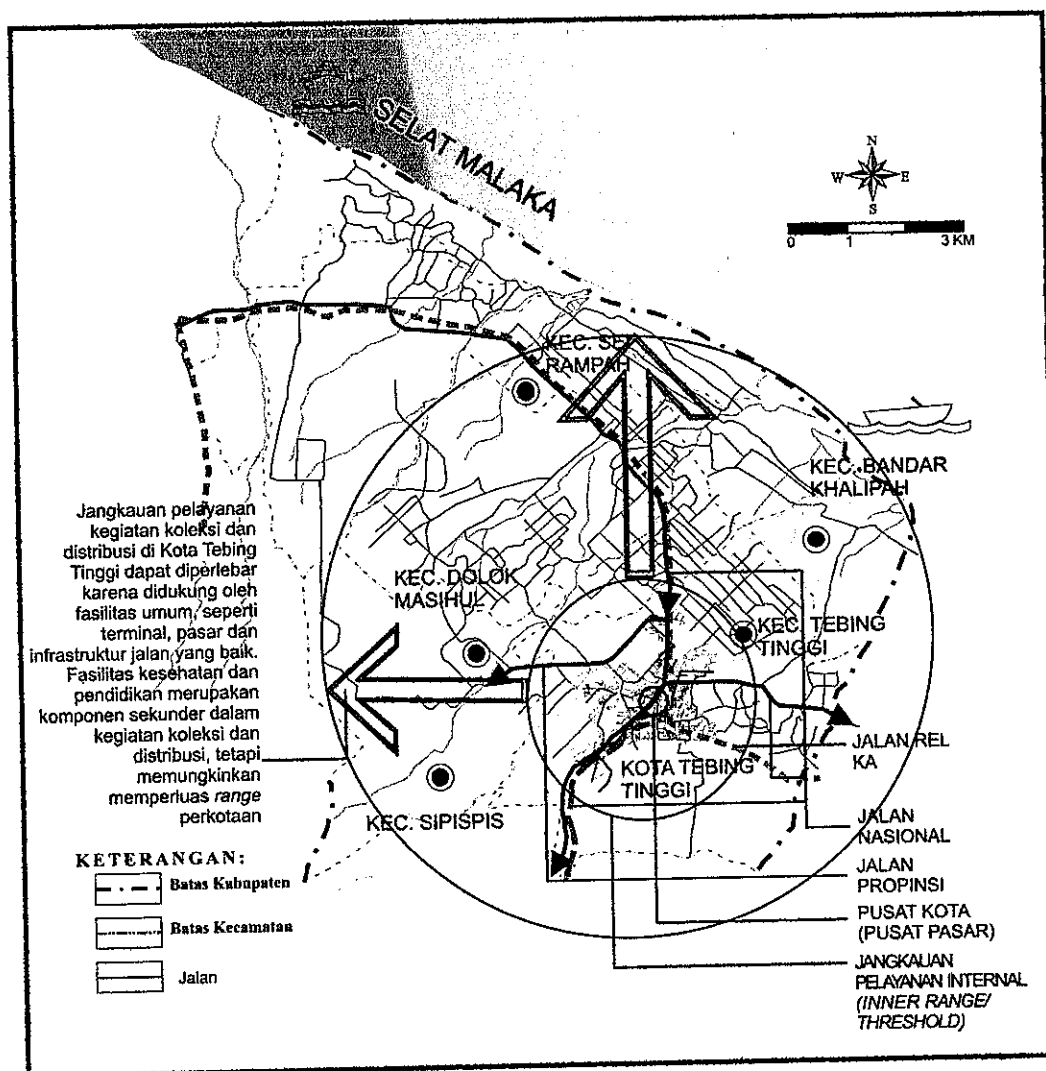 SELAT MALAKA
N
W E
S
0 1 3 KM
KEC. SEI
RAMPAH
KEC. BANDAR
KHALIPAH
Jangkauan pelayanan
kegiatan koleksi dan
distribusi di Kota Tebing
Tinggi dapat diperlebar
karena didukung oleh
fasilitas umum, seperti
terminal, pasar dan
infrastruktur jalan yang baik.
Fasilitas kesehatan dan
pendidikan merupakan
komponen sekunder dalam
kegiatan koleksi dan
distribusi, tetapi
memungkinkan
memperluas range
perkotaan
KEC. DOLOK
MASIHUL
KEC. TEBING
TINGGI
KOTA TEBING
TINGGI
KEC. SIPISPIS
JALAN REL
KA
JALAN
NASIONAL
JALAN
PROPINSI
PUSAT KOTA
(PUSAT PASAR)
JANGKAUAN
PELAYANAN INTERNAL
(INNER RANGE/
THRESHOLD)
KETERANGAN:
Batas Kabupaten
Batas Kecamatan
Jalan